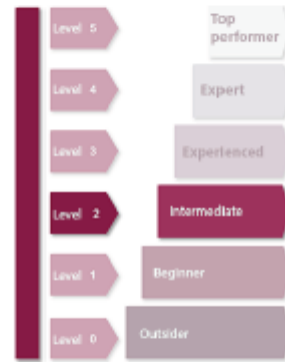 Level 5
Top
performer
Level 4
Expert
Level 3
Experienced
Level 2
Intermediate
Level 1
Beginner
Level 0
Outsider